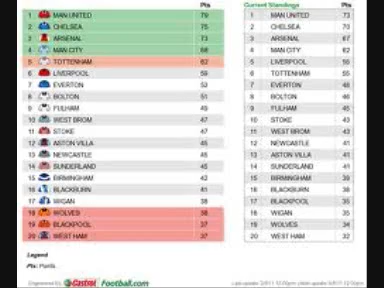 Pts
1 MAN UNITED 79
2 CHELSEA 75
3 ARSENAL 73
4 MAN CITY 68
5 TOTTENHAM 62
6 LIVERPOOL 59
7 EVERTON 53
8 BOLTON 51
9 FULHAM 49
10 WEST BROM 47
11 STOKE 47
12 ASTON VILLA 45
13 NEWCASTLE 45
14 SUNDERLAND 45
15 BIRMINGHAM 42
16 BLACKBURN 41
17 WIGAN 38
18 WOLVES 38
19 BLACKPOOL 37
20 WEST HAM 37
Legend
Pts: Points
Engineered By Castrol Football.com
Current Standings Pts
1 MAN UNITED 73
2 CHELSEA 70
3 ARSENAL 67
4 MAN CITY 62
5 LIVERPOOL
6 TOTTENHAM 55
7 EVERTON 48
8 BOLTON 46
9 FULHAM 45
10 STOKE 43
11 WEST BROM 43
12 NEWCASTLE 41
13 ASTON VILLA 41
14 SUNDERLAND 41
15 BIRMINGHAM 39
16 BLACKBURN 38
17 BLACKPOOL 35
18 WIGAN 35
19 WOLVES 34
20 WEST HAM 32